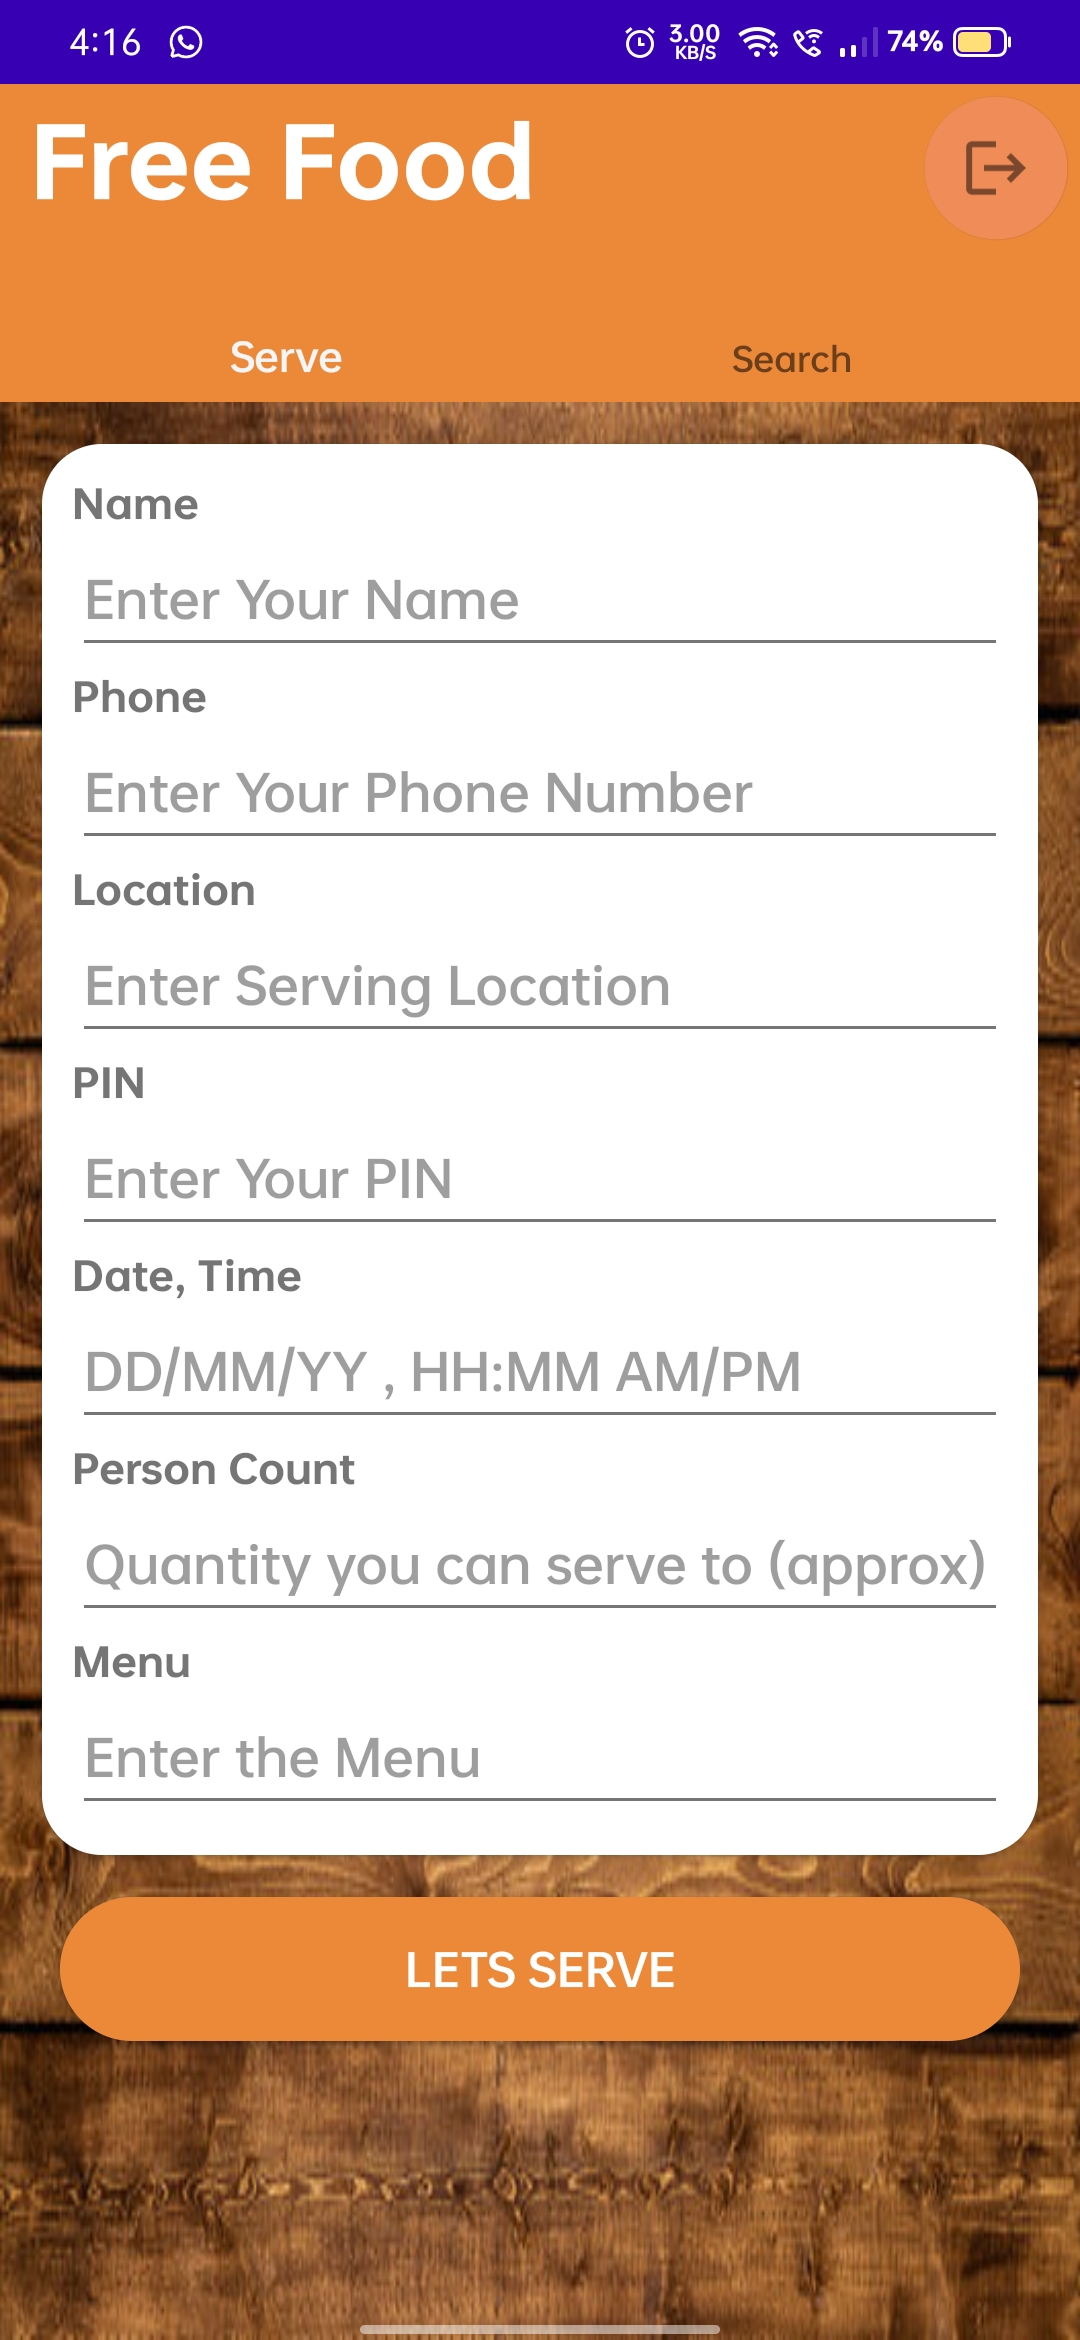 4:16 3.00 KB/S 74%
Free Food
Serve Search
Name
Enter Your Name
Phone
Enter Your Phone Number
Location
Enter Serving Location
PIN
Enter Your PIN
Date, Time
DD/MM/YY , HH:MM AM/PM
Person Count
Quantity you can serve to (approx)
Menu
Enter the Menu
LETS SERVE